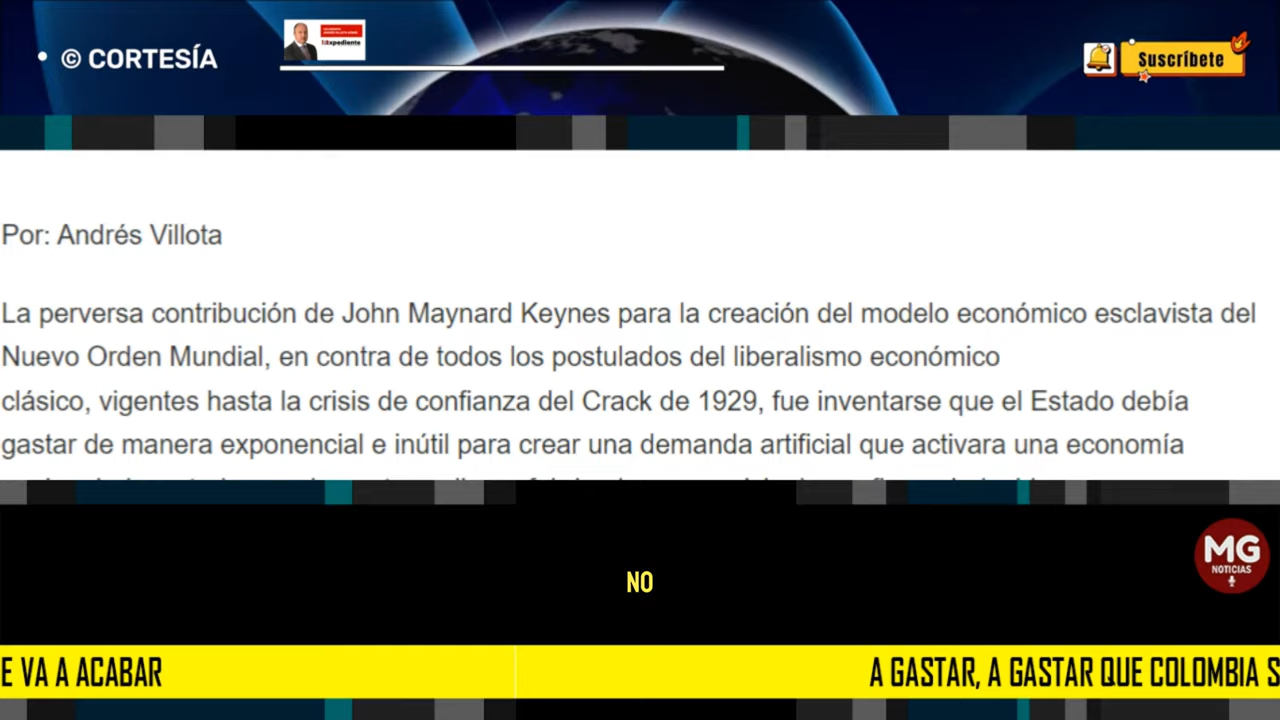 © CORTESÍA
Expediente
Suscríbete
Por: Andrés Villota
La perversa contribución de John Maynard Keynes para la creación del modelo económico esclavista del
Nuevo Orden Mundial, en contra de todos los postulados del liberalismo económico
clásico, vigentes hasta la crisis de confianza del Crack de 1929, fue inventarse que el Estado debía
gastar de manera exponencial e inútil para crear una demanda artificial que activara una economía
MG
NOTICIAS
NO
E VA A ACABAR
A GASTAR, A GASTAR QUE COLOMBIA S